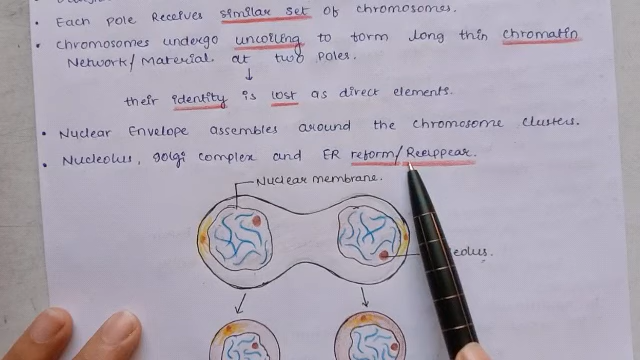 • Each pole Receives similar set of chromosomes.
• Chromosomes undergo uncoiling to form long thin chromatin
Network/Material at two Poles.
↓
their identity is lost as direct elements.
• Nuclear Envelope assembles around the chromosome clusters.
• Nucleolus, golgi complex and ER reform/Reappear.
Nuclear membrane.